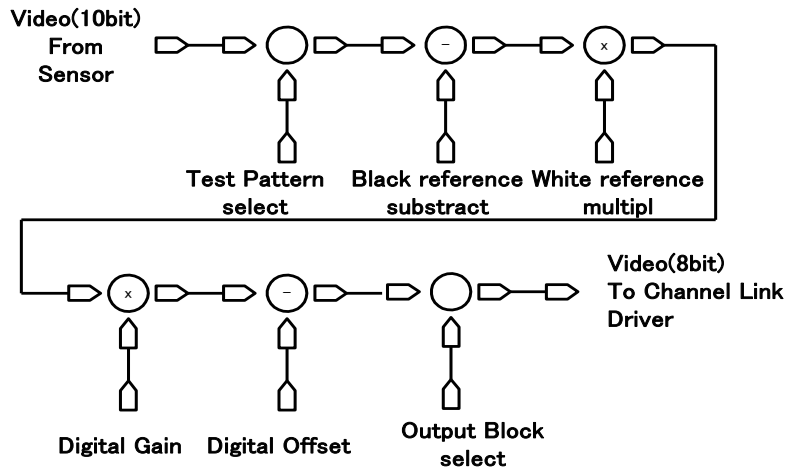 Video(10bit)
From
Sensor
−
x
Test Pattern
select
Black reference
substract
White reference
multipl
x
−
Video(8bit)
To Channel Link
Driver
Digital Gain
Digital Offset
Output Block
select